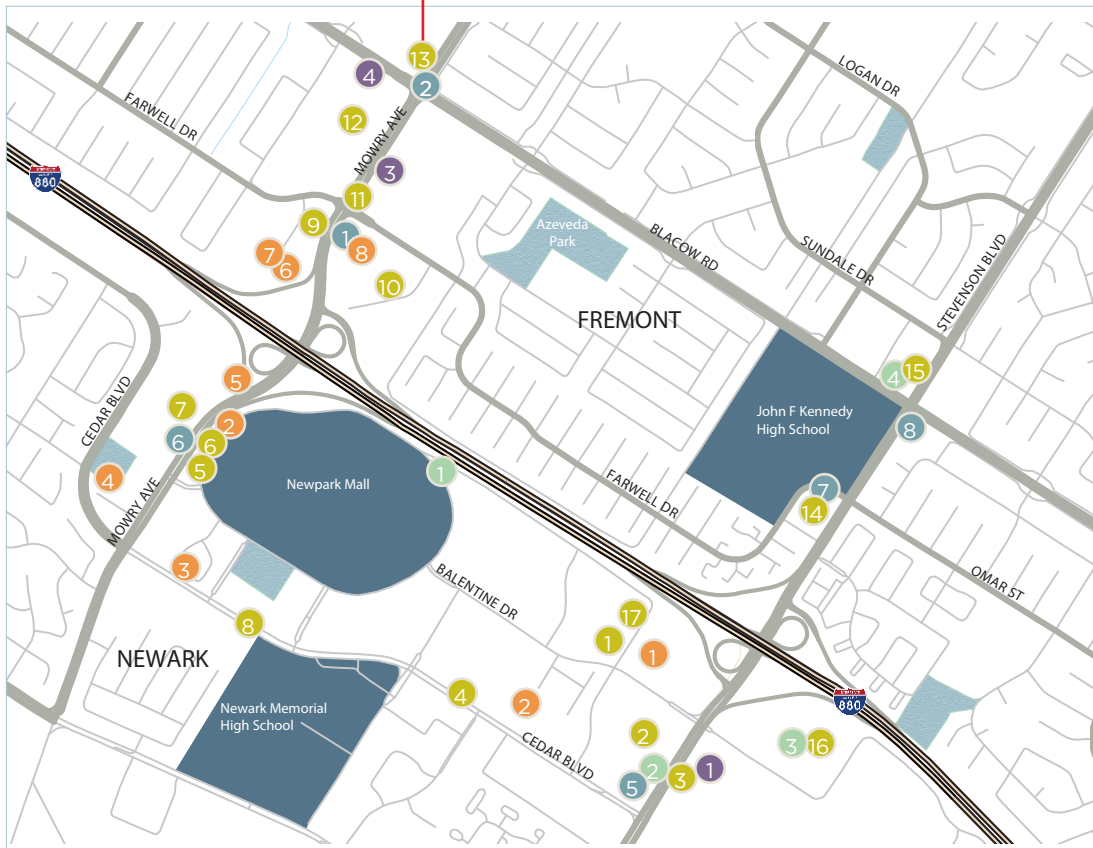 13
4
2
LOGAN DR
FARWELL DR
12
MOWRY AVE
3
880
11
9
1
8
7
6
10
Azeveda
Park
BLACOW RD
SUNDALE DR
STEVENSON BLVD
FREMONT
5
4
15
CEDAR BLVD
7
2
6
6
5
John F Kennedy
High School
8
1
Newpark Mall
4
MOWRY AVE
FARWELL DR
7
14
3
BALENTINE DR
OMAR ST
8
17
1
1
NEWARK
4
2
880
Newark Memorial
High School
CEDAR BLVD
2
3
16
2
5
3
1